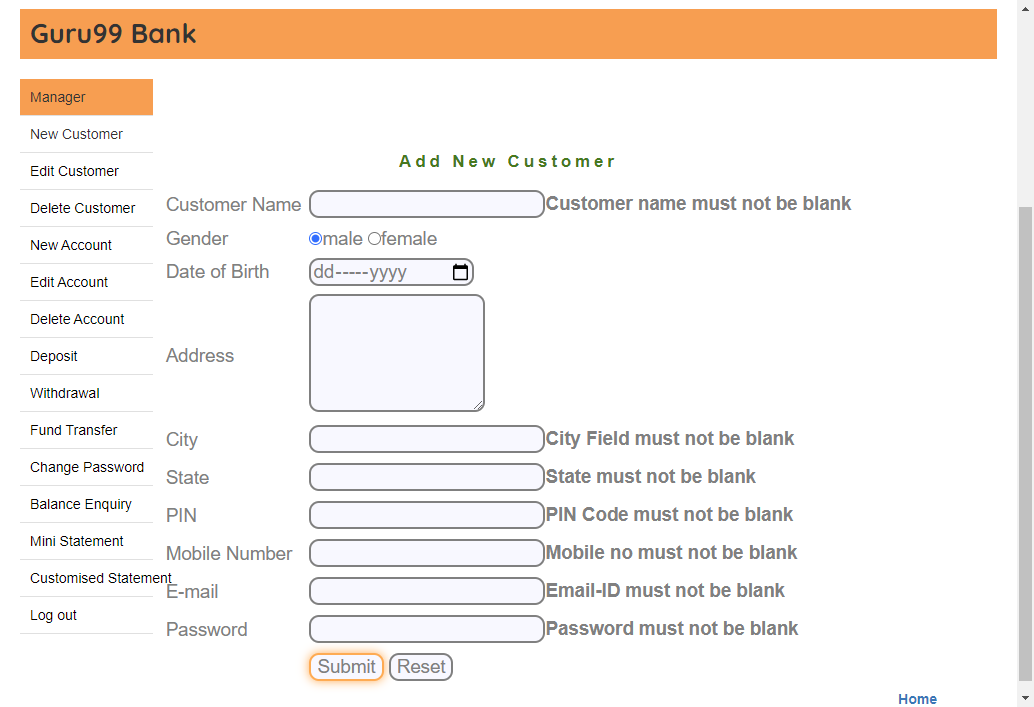 Guru99 Bank
Manager
New Customer
Edit Customer
Delete Customer
New Account
Edit Account
Delete Account
Deposit
Withdrawal
Fund Transfer
Change Password
Balance Enquiry
Mini Statement
Customised Statement
Log out
Add New Customer
Customer Name Customer name must not be blank
Gender male female
Date of Birth dd-----yyyy
Address
City City Field must not be blank
State State must not be blank
PIN PIN Code must not be blank
Mobile Number Mobile no must not be blank
E-mail Email-ID must not be blank
Password Password must not be blank
Submit Reset
Home